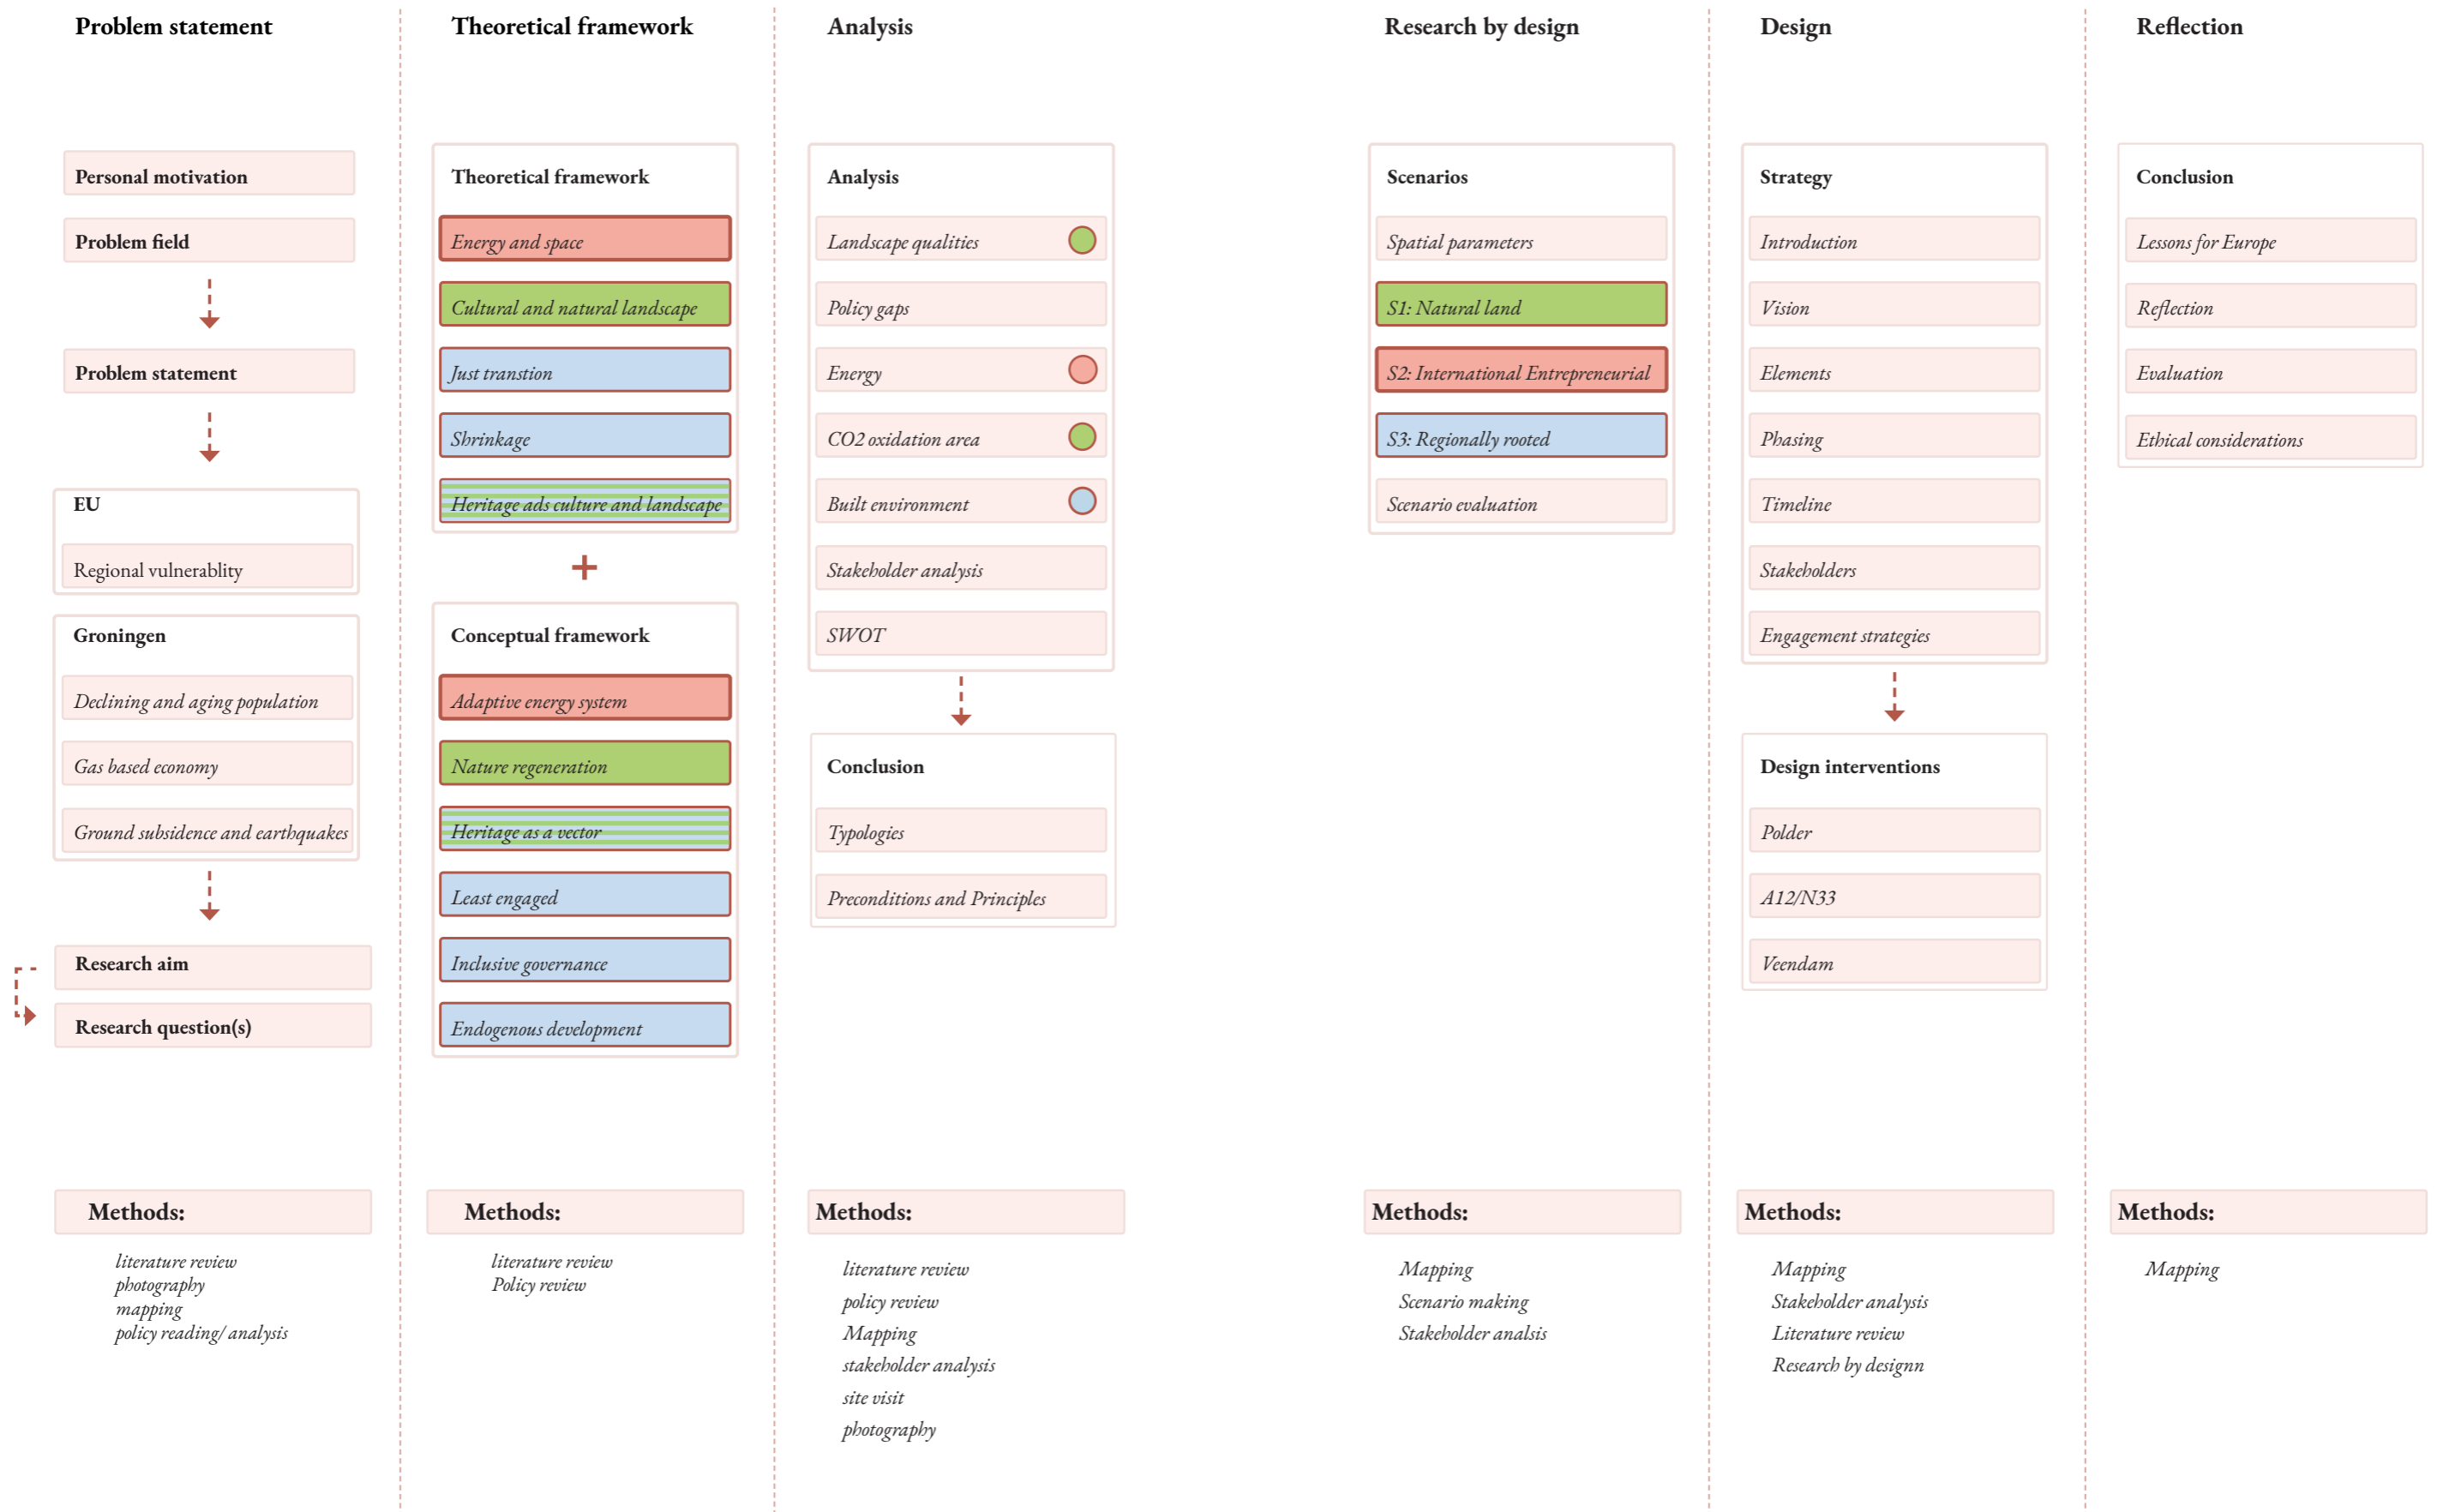 Problem statement
Personal motivation
Problem field
Problem statement
EU
Regional vulnerablity
Groningen
Declining and aging population
Gas based economy
Ground subsidence and earthquakes
Research aim
Research question(s)
Methods:
literature review
photography
mapping
policy reading/ analysis
Theoretical framework
Theoretical framework
Energy and space
Cultural and natural landscape
Just transtion
Shrinkage
Heritage ads culture and landscape
+
Conceptual framework
Adaptive energy system
Nature regeneration
Heritage as a vector
Least engaged
Inclusive governance
Endogenous development
Methods:
literature review
Policy review
Analysis
Analysis
Landscape qualities
Policy gaps
Energy
CO2 oxidation area
Built environment
Stakeholder analysis
SWOT
Conclusion
Typologies
Preconditions and Principles
Methods:
literature review
policy review
Mapping
stakeholder analysis
site visit
photography
Research by design
Scenarios
Spatial parameters
S1: Natural land
S2: International Entrepreneurial
S3: Regionally rooted
Scenario evaluation
Methods:
Mapping
Scenario making
Stakeholder analsis
Design
Strategy
Introduction
Vision
Elements
Phasing
Timeline
Stakeholders
Engagement strategies
Design interventions
Polder
A12/N33
Veendam
Methods:
Mapping
Stakeholder analysis
Literature review
Research by designn
Reflection
Conclusion
Lessons for Europe
Reflection
Evaluation
Ethical considerations
Methods:
Mapping